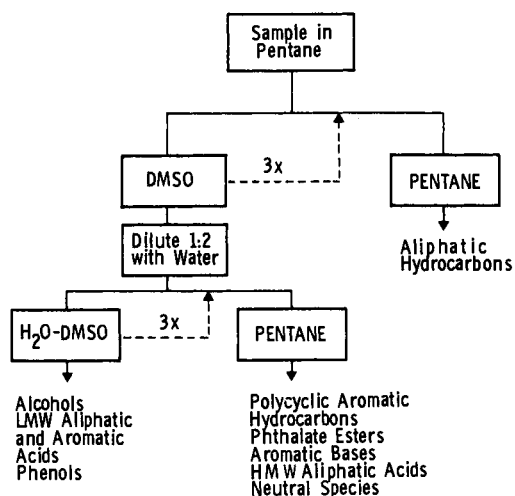 Sample in
Pentane
3x
DMSO
PENTANE
Dilute 1:2
with Water
Aliphatic
Hydrocarbons
H2O-DMSO
3x
PENTANE
Alcohols
LMW Aliphatic
and Aromatic
Acids
Phenols
Polycyclic Aromatic
Hydrocarbons
Phthalate Esters
Aromatic Bases
HMW Aliphatic Acids
Neutral Species